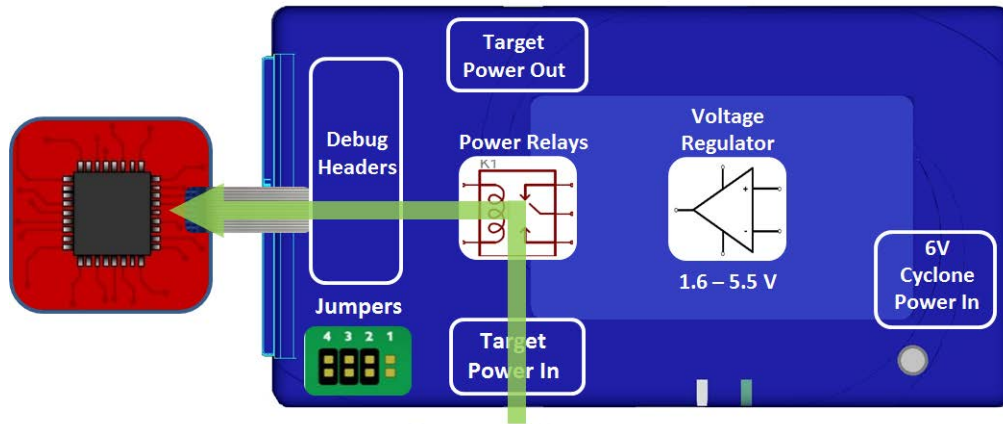 Target
Power Out
Debug
Headers
Power Relays
K1
Voltage
Regulator
+
-
1.6 – 5.5 V
6V
Cyclone
Power In
Jumpers
4 3 2 1
Target
Power In